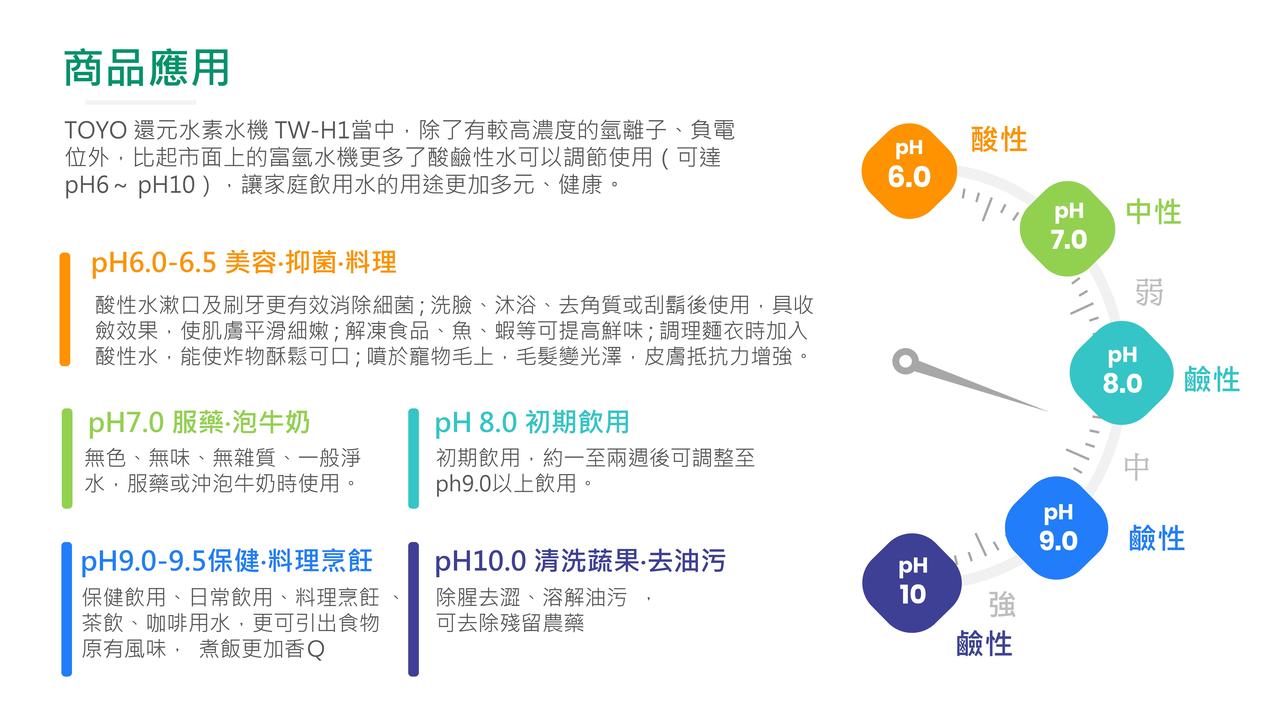 商品應用
TOYO 還元水素水機 TW-H1當中，除了有較高濃度的氫離子、負電
位外，比起市面上的富氫水機更多了酸鹼性水可以調節使用（可達
pH6～ pH10），讓家庭飲用水的用途更加多元、健康。
pH6.0-6.5 美容·抑菌·料理
酸性水漱口及刷牙更有效消除細菌；洗臉、沐浴、去角質或刮鬍後使用，具收
斂效果，使肌膚平滑細嫩；解凍食品、魚、蝦等可提高鮮味；調理麵衣時加入
酸性水，能使炸物酥鬆可口；噴於寵物毛上，毛髮變光澤，皮膚抵抗力增強。
pH7.0 服藥·泡牛奶
無色、無味、無雜質、一般淨
水，服藥或沖泡牛奶時使用。
pH 8.0 初期飲用
初期飲用，約一至兩週後可調整至
ph9.0以上飲用。
pH9.0-9.5保健·料理烹飪
保健飲用、日常飲用、料理烹飪 、
茶飲、咖啡用水，更可引出食物
原有風味， 煮飯更加香Q
pH10.0 清洗蔬果·去油污
除腥去澀、溶解油污 ，
可去除殘留農藥
pH
6.0
酸性
pH
7.0
中性
弱
pH
8.0
鹼性
中
pH
9.0
鹼性
pH
10
強
鹼性